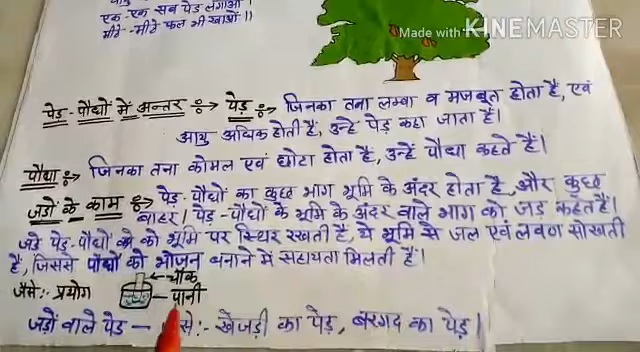 एक-एक सब पेड़ लगाओ।
मीठे-मीठे फल भी खाओ।।
Made with KINEMASTER
पेड़-पौधों में अन्तर ÷→ पेड़ ÷→ जिनका तना लम्बा व मजबूत होता है, एवं
आयु अधिक होती है, उन्हें पेड़ कहा जाता है।
पौधा ÷→ जिनका तना कोमल एवं छोटा होता है, उन्हें पौधा कहते हैं।
जड़ों के काम ÷→ पेड़-पौधों का कुछ भाग भूमि के अंदर होता है, और कुछ
बाहर। पेड़-पौधों के भूमि के अंदर वाले भाग को जड़ कहते हैं।
जड़े पेड़-पौधों को भूमि पर स्थिर रखती है, ये भूमि से जल एवं लवण सोखती
है, जिससे पौधों को भोजन बनाने में सहायता मिलती है।
जैसे:- प्रयोग
चॉक
पानी
जड़ों वाले पेड़ — से:- खेजड़ी का पेड़, बरगद का पेड़।